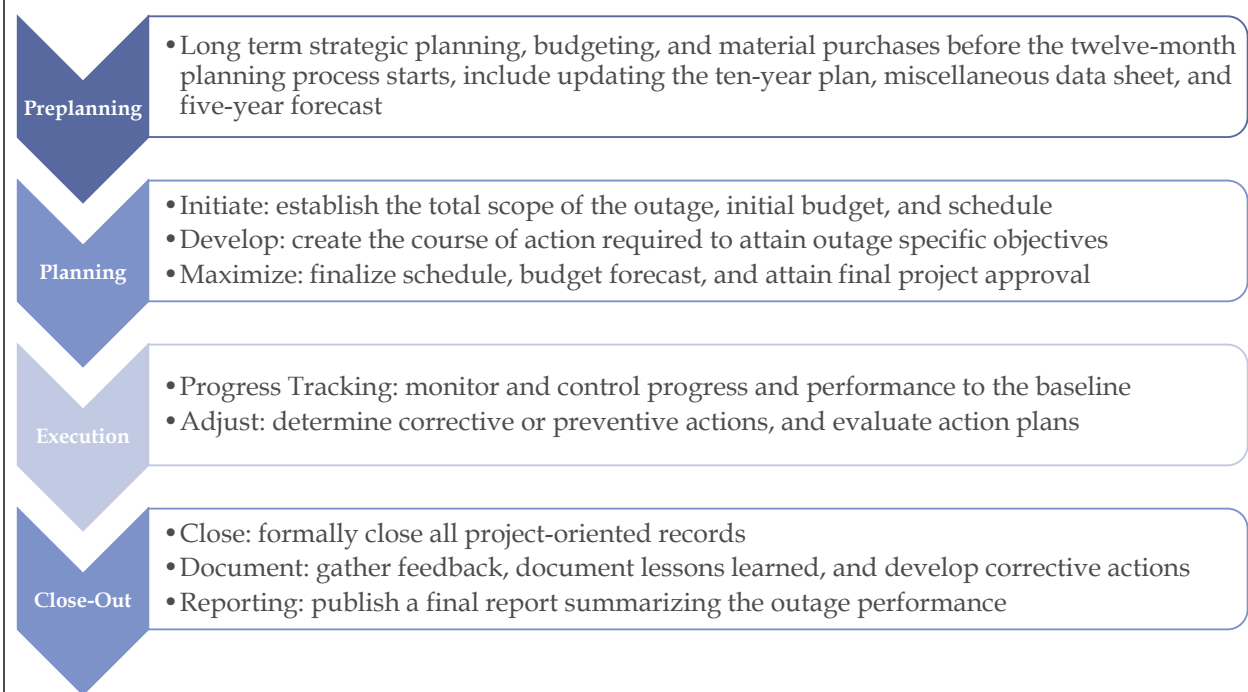 Preplanning
•Long term strategic planning, budgeting, and material purchases before the twelve-month
planning process starts, include updating the ten-year plan, miscellaneous data sheet, and
five-year forecast
Planning
•Initiate: establish the total scope of the outage, initial budget, and schedule
•Develop: create the course of action required to attain outage specific objectives
•Maximize: finalize schedule, budget forecast, and attain final project approval
Execution
•Progress Tracking: monitor and control progress and performance to the baseline
•Adjust: determine corrective or preventive actions, and evaluate action plans
Close-Out
•Close: formally close all project-oriented records
•Document: gather feedback, document lessons learned, and develop corrective actions
•Reporting: publish a final report summarizing the outage performance